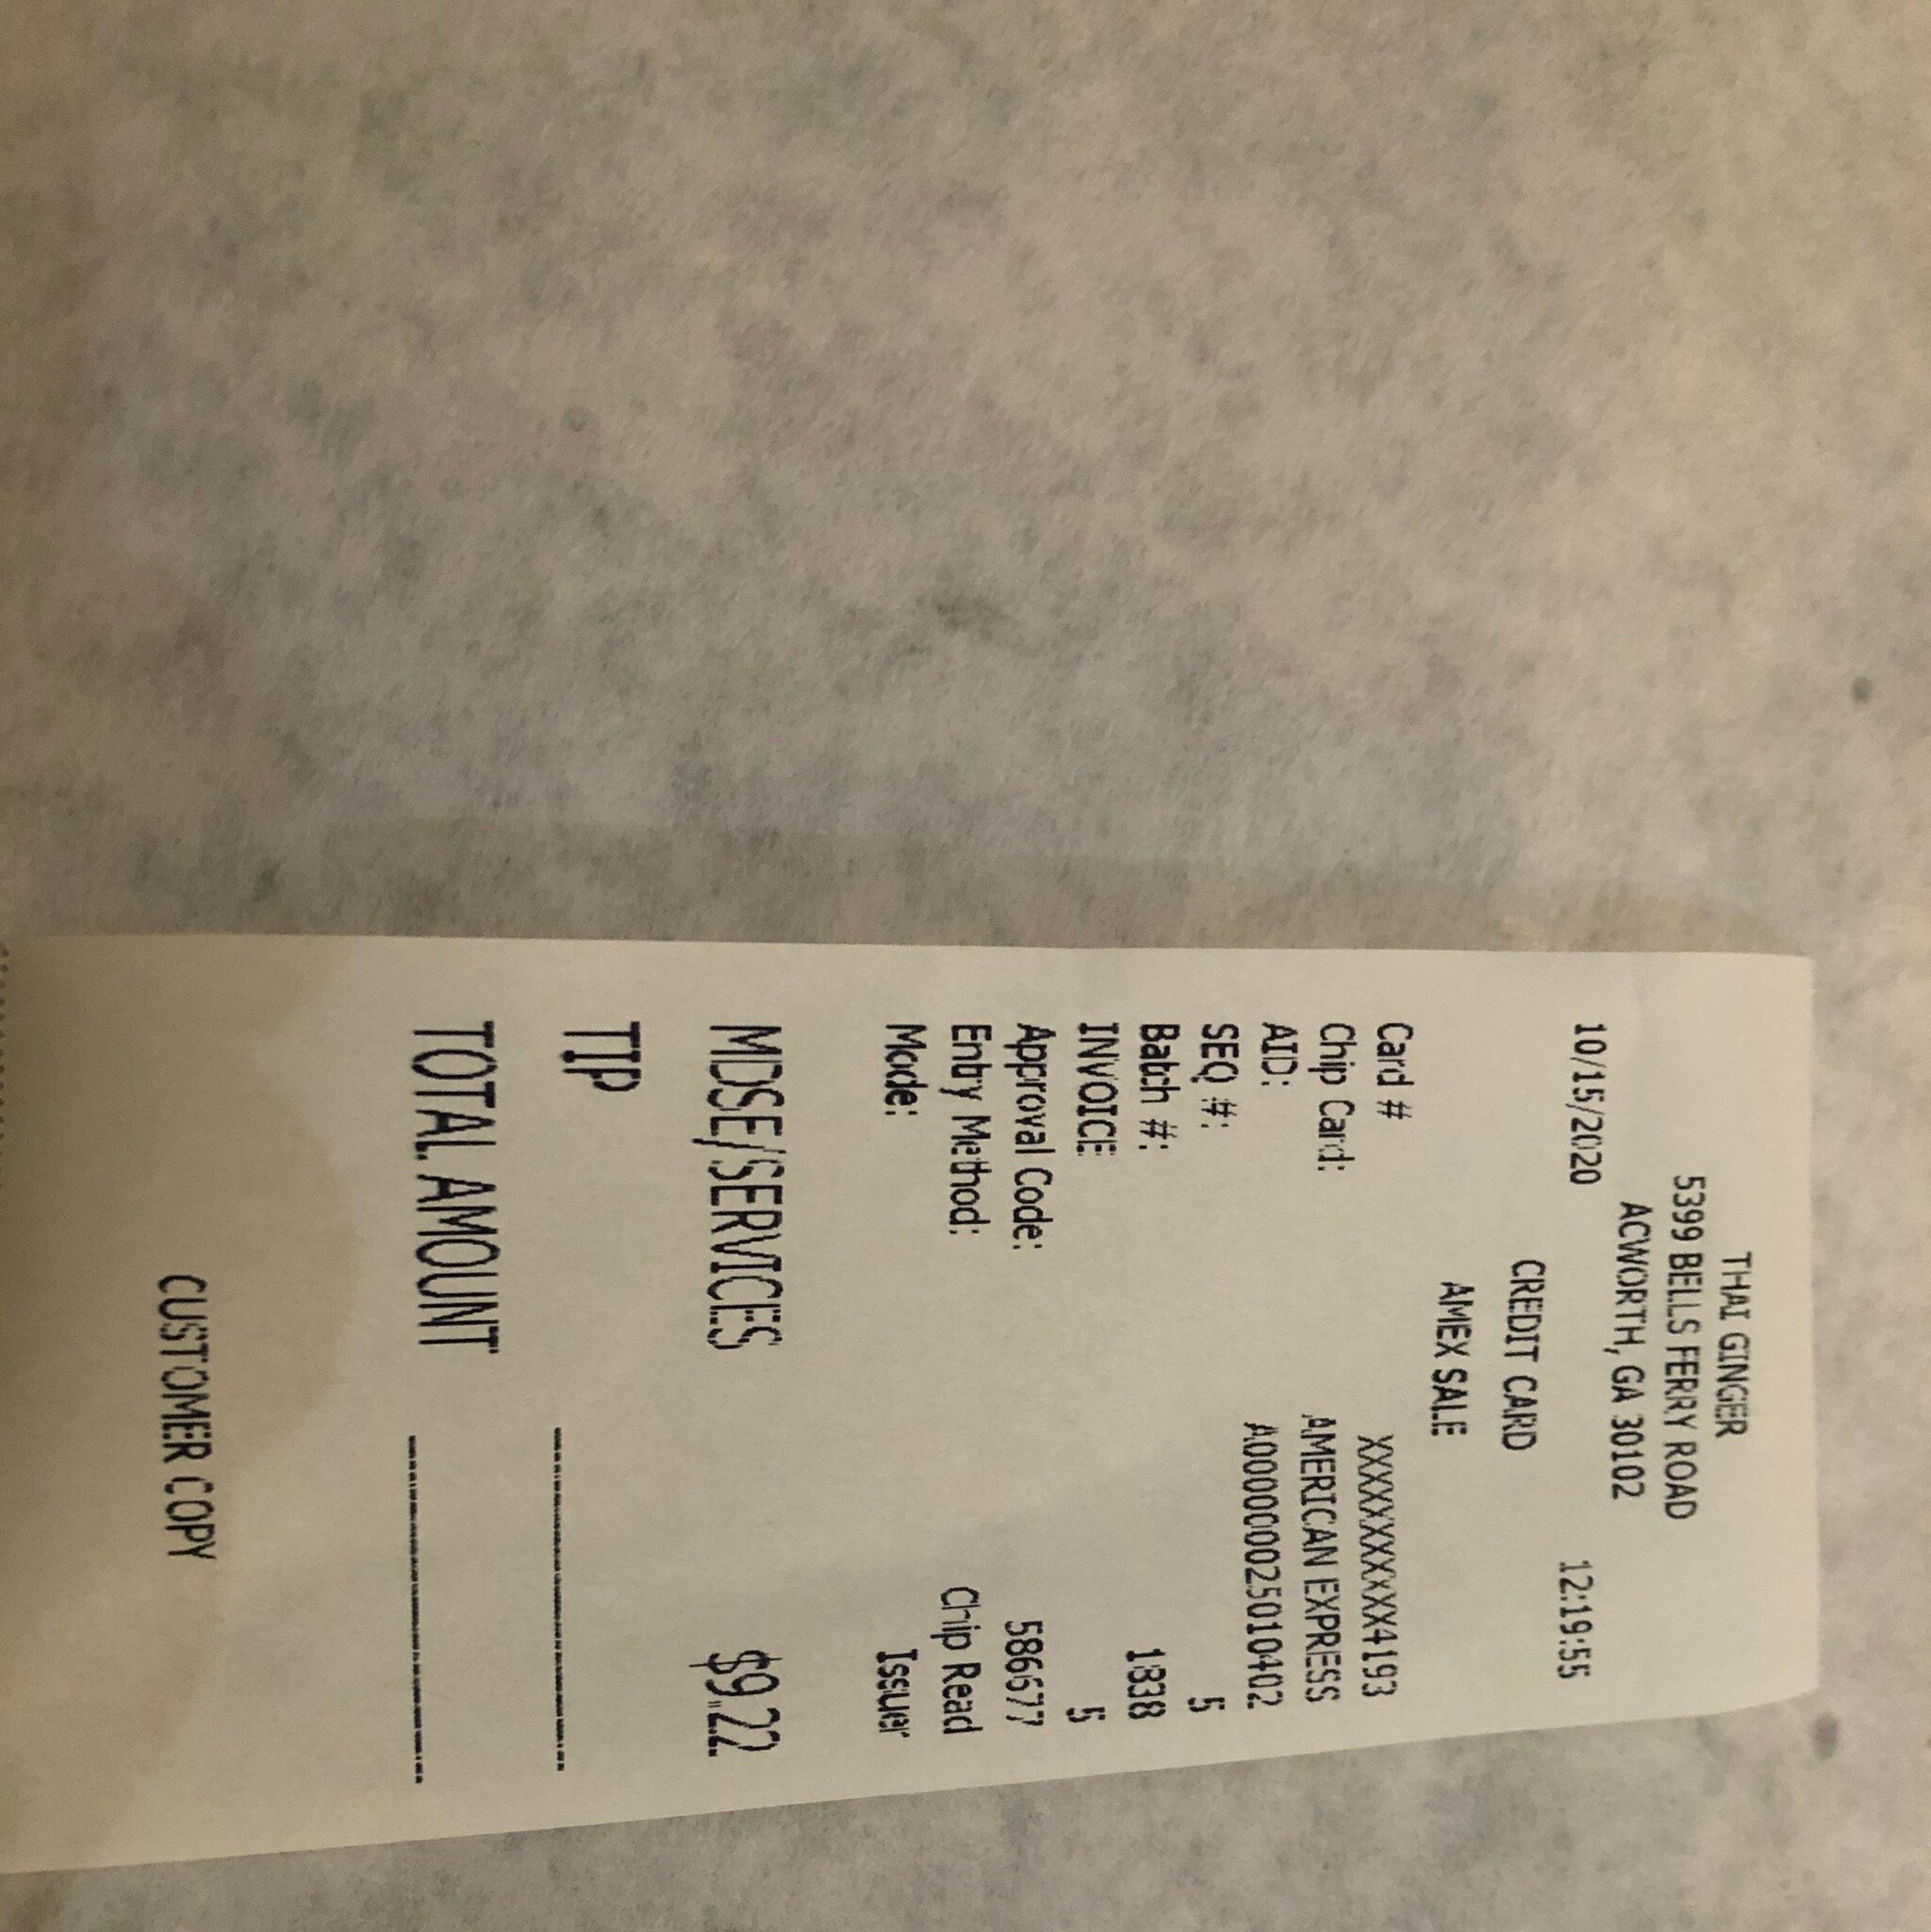 THAI GINGER
5399 BELLS FERRY ROAD
ACWORTH, GA 30102
10/15/2020 12:19:55
CREDIT CARD
AMEX SALE
Card # XXXXXXXXXXX4193
Chip Card: AMERICAN EXPRESS
AID: A000000025010402
SEQ #: 5
Batch #: 1838
INVOICE 5
Approval Code: 586677
Entry Method: Chip Read
Mode: Issuer
MDSE/SERVICES $9.22
TIP
TOTAL AMOUNT
CUSTOMER COPY